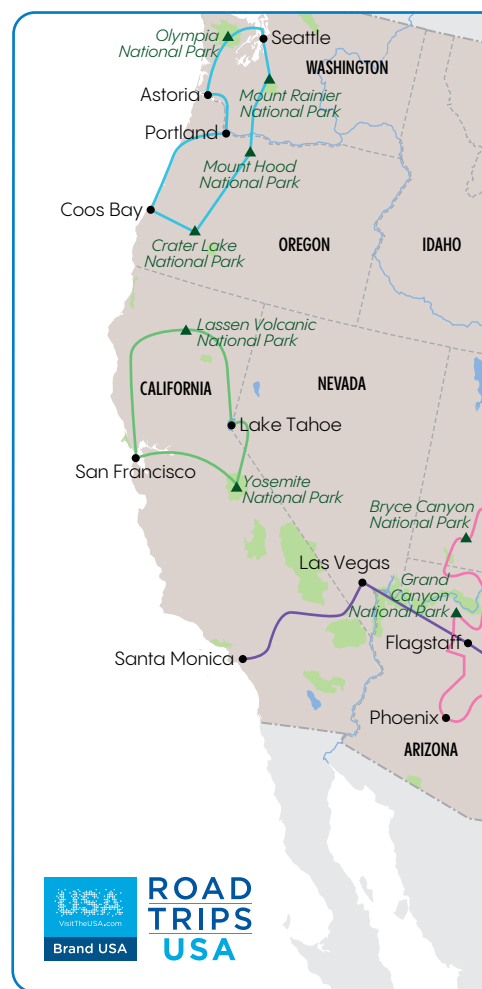 Olympia
National Park
Seattle
WASHINGTON
Astoria
Mount Rainier
National Park
Portland
Mount Hood
National Park
Coos Bay
Crater Lake
National Park
OREGON
IDAHO
Lassen Volcanic
National Park
CALIFORNIA
NEVADA
Lake Tahoe
San Francisco
Yosemite
National Park
Bryce Canyon
National Park
Las Vegas
Grand
Canyon
National Park
Flagstaff
Santa Monica
Phoenix
ARIZONA
USA
VisitTheUSA.com
Brand USA
ROAD
TRIPS
USA